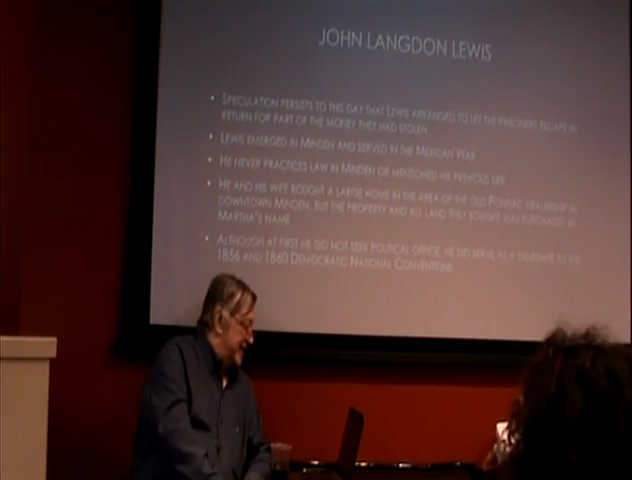 JOHN LANGDON LEWIS
• SPECULATION PERSISTS TO THIS DAY THAT LEWIS ARRANGED TO LET THE PRISONERS ESCAPE IN
RETURN FOR PART OF THE MONEY THEY HAD STOLEN
• LEWIS EMERGED IN MINDEN AND SERVED IN THE MEXICAN WAR
• HE NEVER PRACTICES LAW IN MINDEN OR MENTIONED HIS PREVIOUS LIFE
• HE AND HIS WIFE BOUGHT A LARGE HOME IN THE AREA OF THE OLD PONTIAC DEALERSHIP IN
DOWNTOWN MINDEN, BUT THE PROPERTY AND ALL LAND THEY BOUGHT WAS PURCHASED IN
MARTHA'S NAME
• ALTHOUGH AT FIRST HE DID NOT SEEK POLITICAL OFFICE, HE DID SERVE AS A DELEGATE TO THE
1856 AND 1860 DEMOCRATIC NATIONAL CONVENTIONS